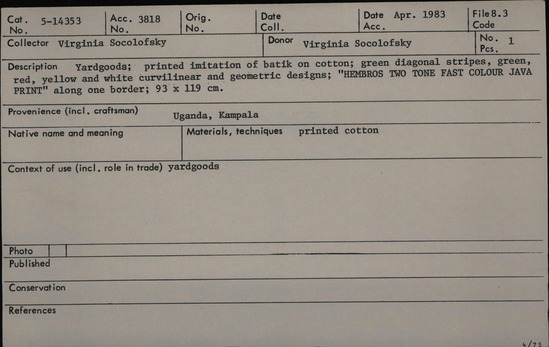 Cat. No. 5-14353 Acc. No. 3818 Orig. No. Date Coll. Date Acc. Apr. 1983 File Code 8.3
Collector Virginia Socolofsky Donor Virginia Socolofsky No. Pcs. 1
Description Yardgoods; printed imitation of batik on cotton; green diagonal stripes, green,
red, yellow and white curvilinear and geometric designs; "HEMBROS TWO TONE FAST COLOUR JAVA
PRINT" along one border; 93 x 119 cm.
Provenience (incl. craftsman) Uganda, Kampala
Native name and meaning Materials, techniques printed cotton
Context of use (incl. role in trade) yardgoods
Photo
Published
Conservation
References
4/75